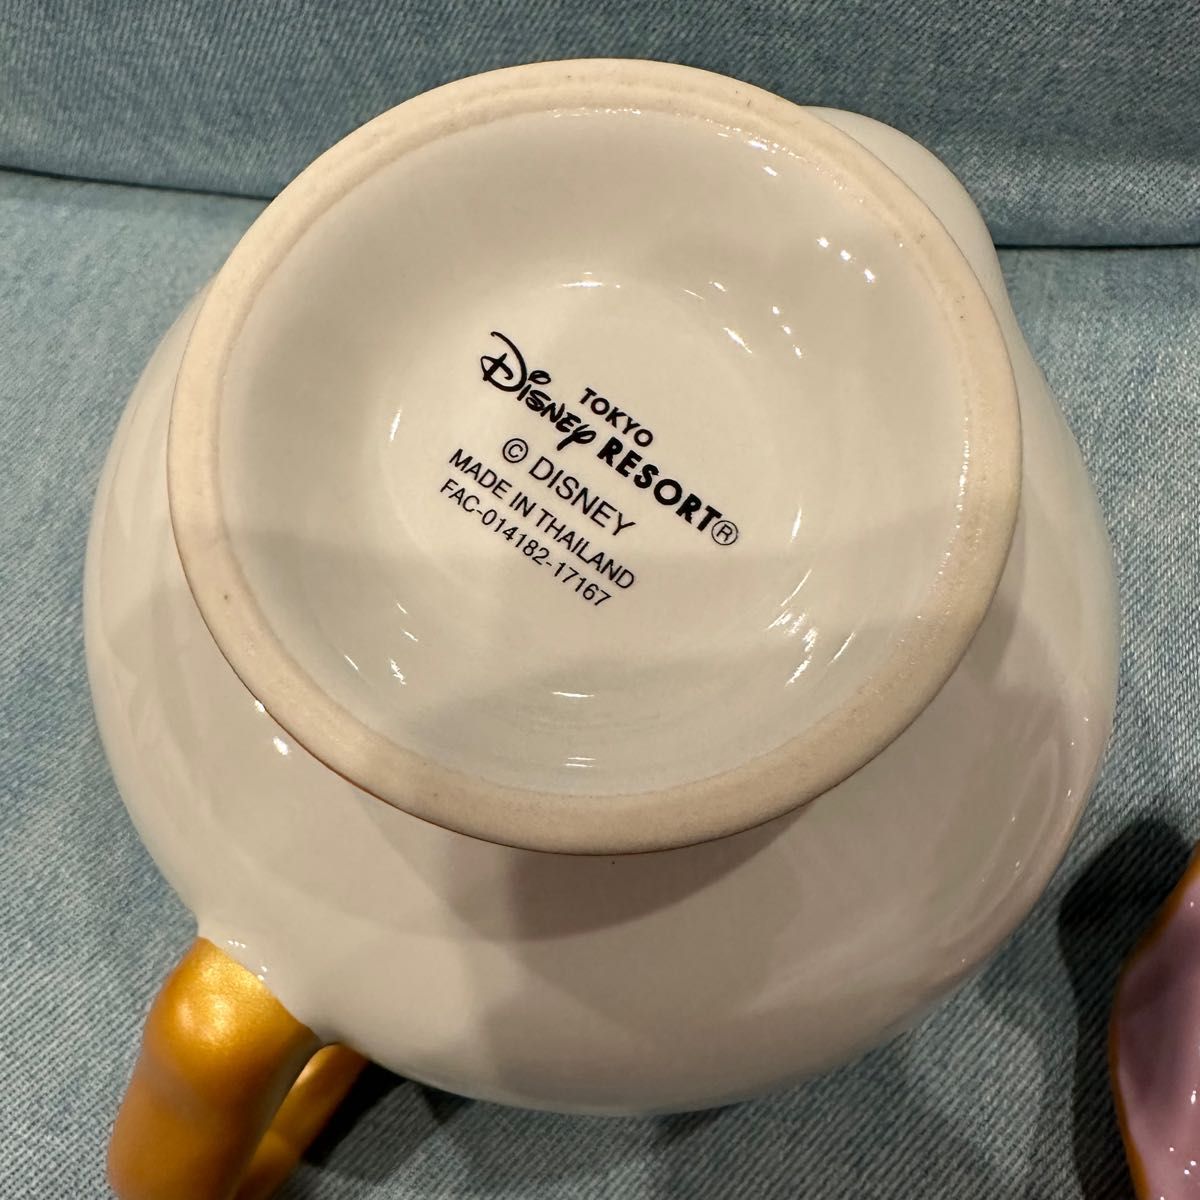 TOKYO
Disney RESORT®
© DISNEY
MADE IN THAILAND
FAC-014182-17167